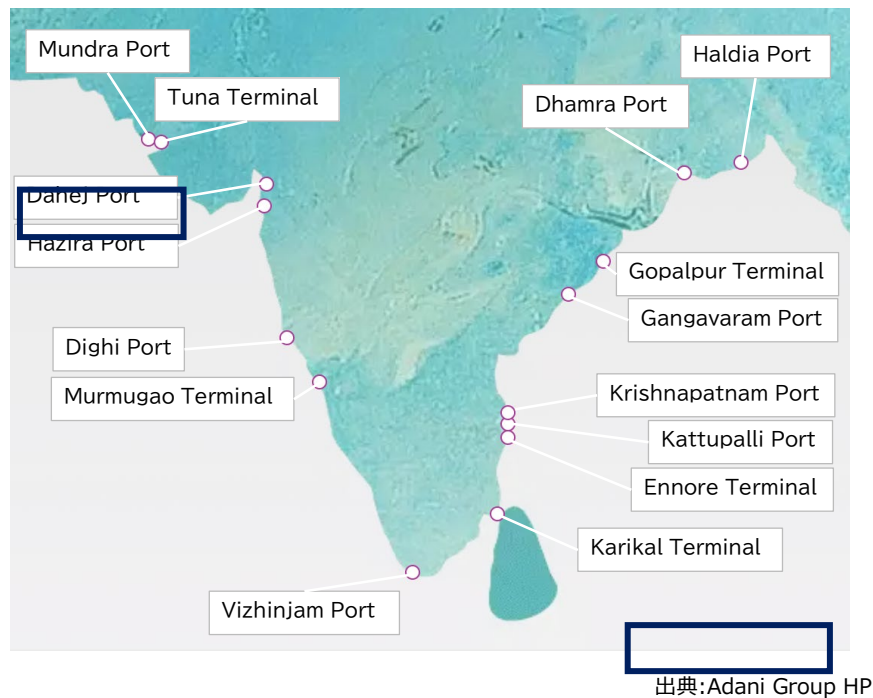 Mundra Port
Haldia Port
Tuna Terminal
Dhamra Port
Dahej Port
Hazira Port
Gopalpur Terminal
Gangavaram Port
Dighi Port
Murmugao Terminal
Krishnapatnam Port
Kattupalli Port
Ennore Terminal
Karikal Terminal
Vizhinjam Port
出典:Adani Group HP